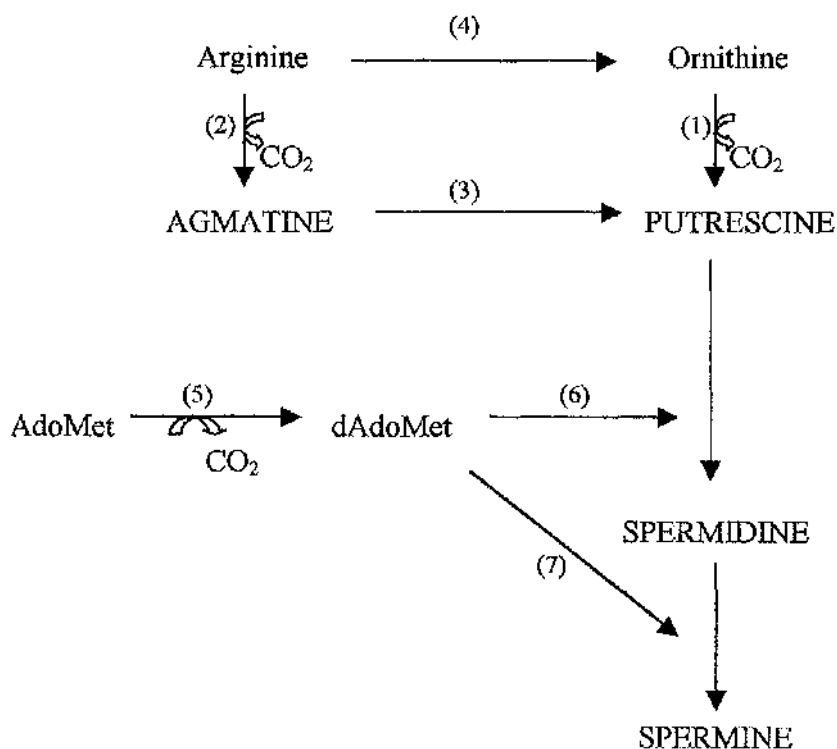 (4)
Arginine Ornithine
(2) (1)
CO₂ CO₂
(3)
AGMATINE PUTRESCINE
(5) (6)
AdoMet dAdoMet
CO₂
SPERMIDINE
(7)
SPERMINE